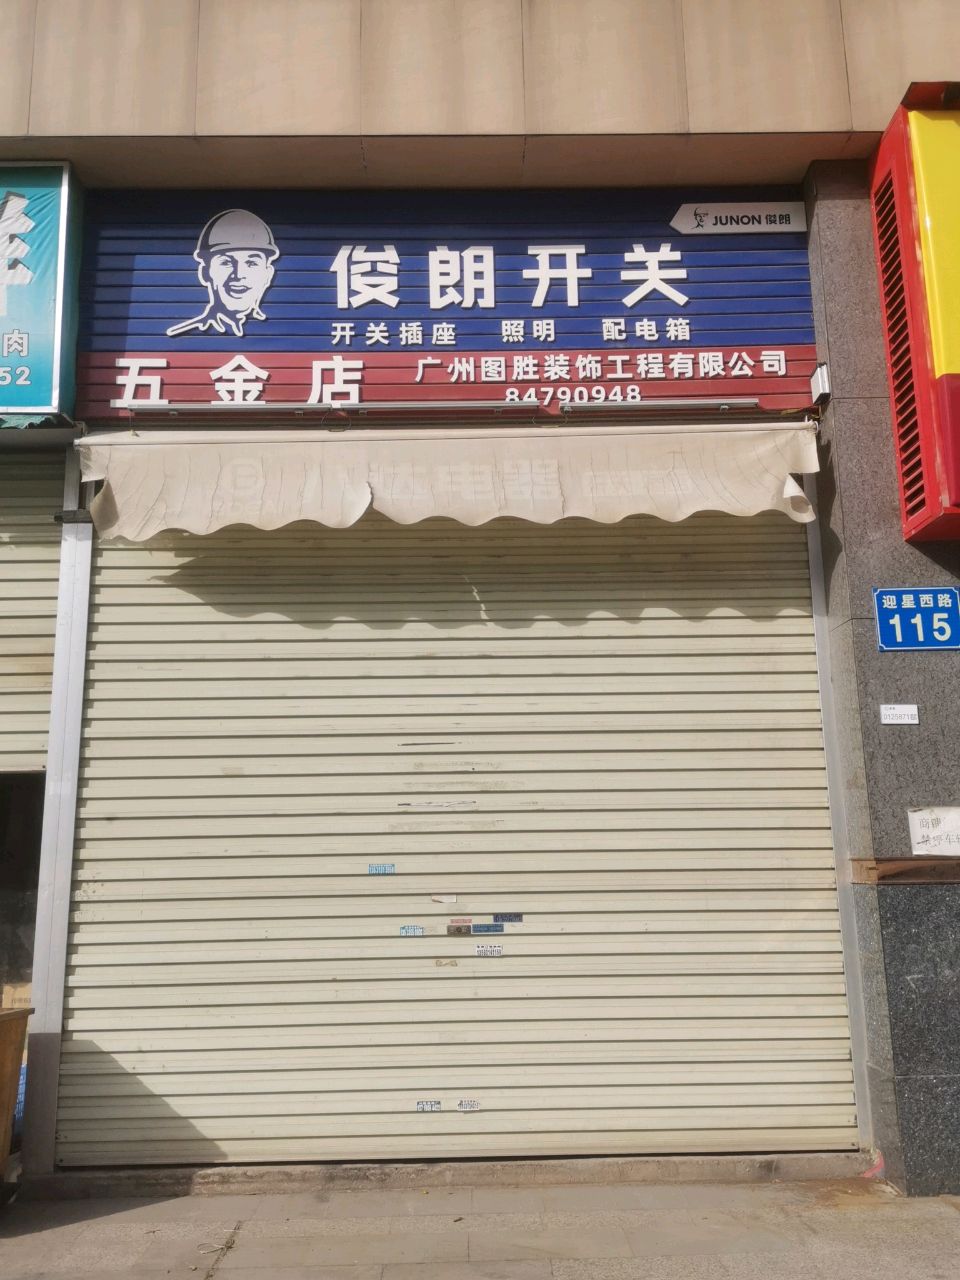 JUNON 俊朗
俊朗开关
开关插座 照明 配电箱
五金店
广州图胜装饰工程有限公司
84790948
肉
52
电器
迎星西路
115